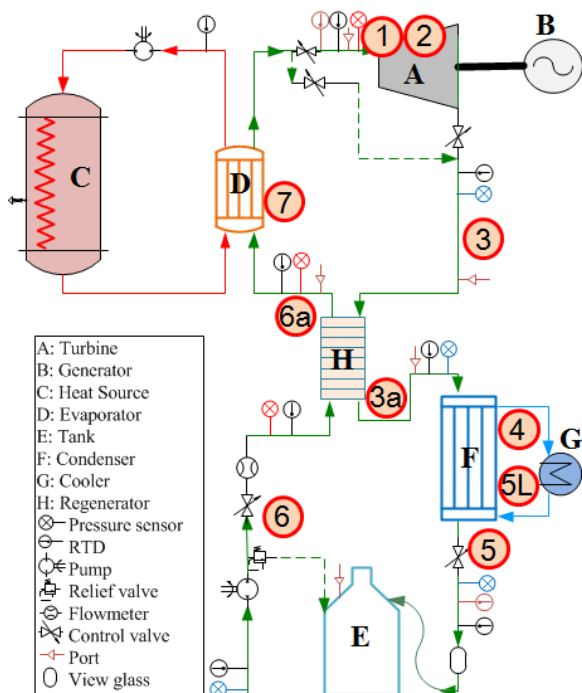 1
2
A
B
C
D
7
3
6a
H
3a
4
F
G
5L
6
5
E
A: Turbine
B: Generator
C: Heat Source
D: Evaporator
E: Tank
F: Condenser
G: Cooler
H: Regenerator
Pressure sensor
RTD
Pump
Relief valve
Flowmeter
Control valve
Port
View glass